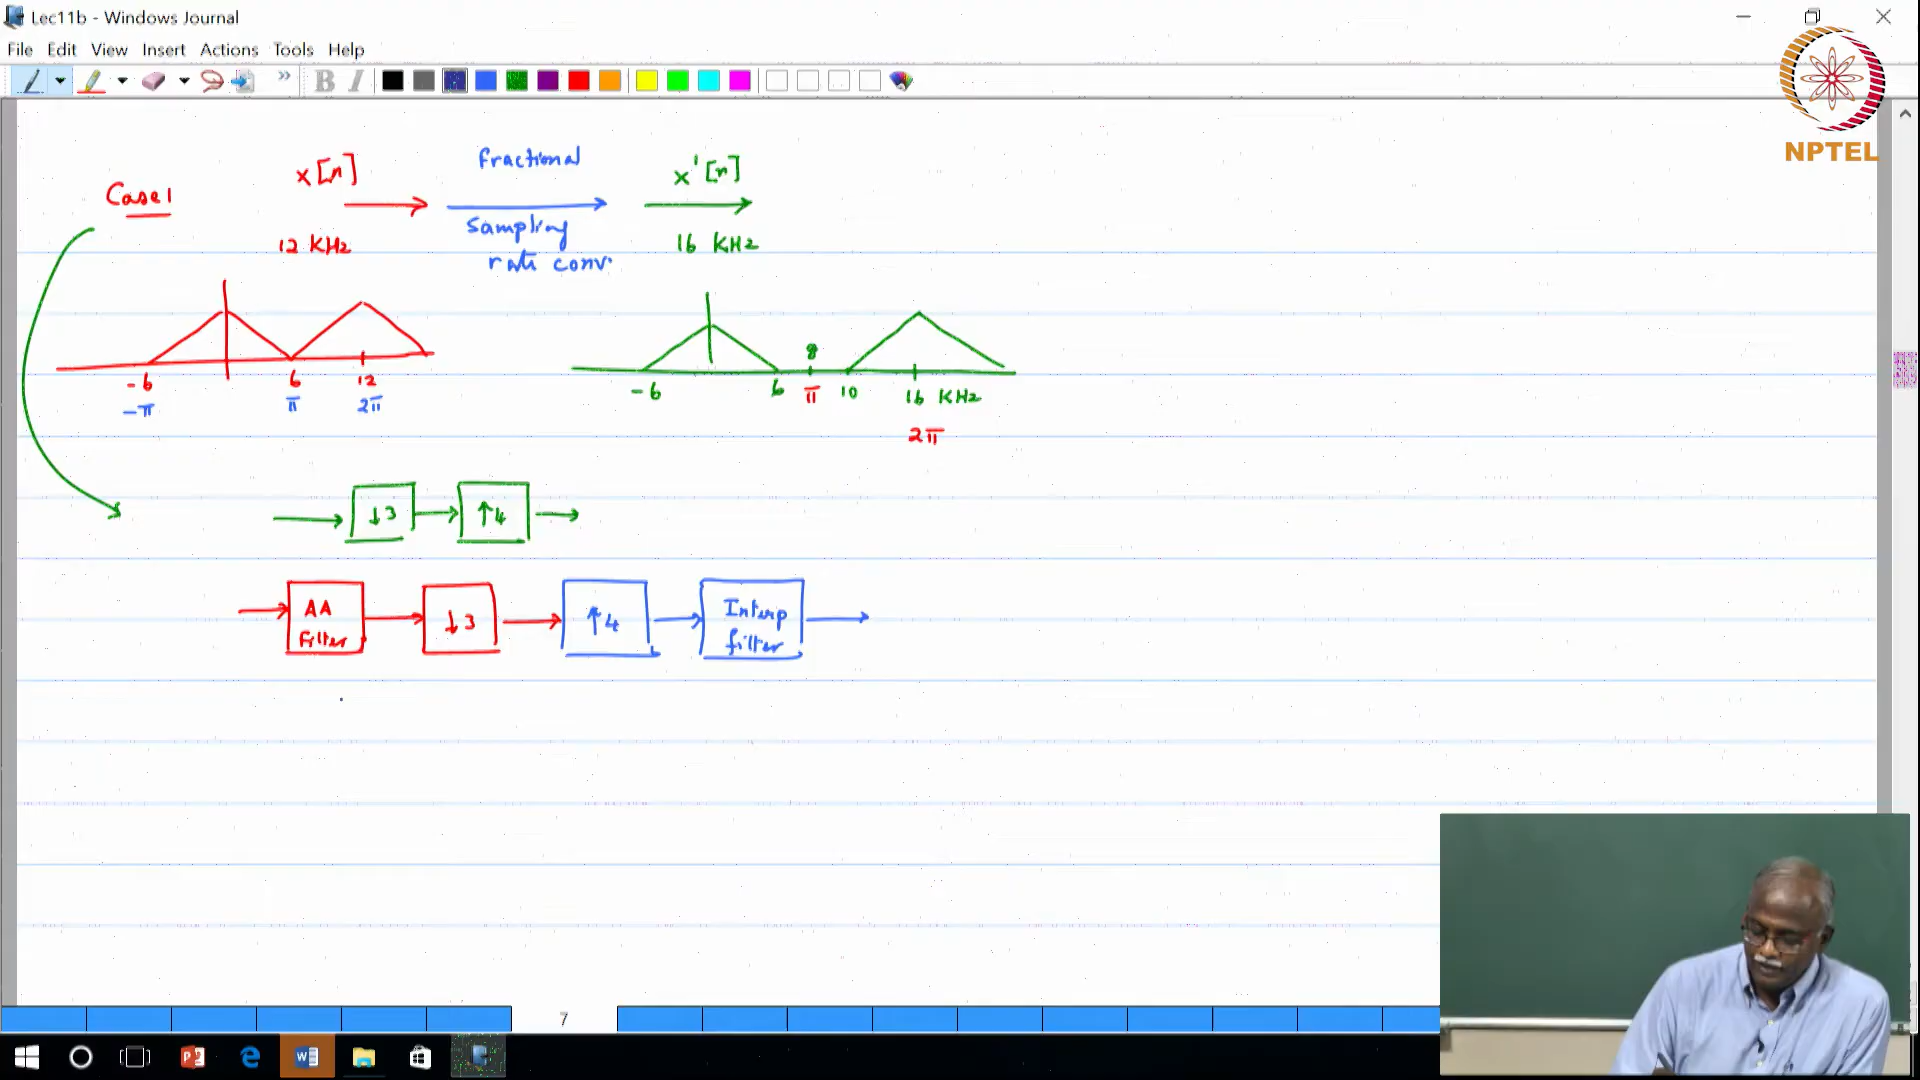 Lec11b - Windows Journal
File Edit View Insert Actions Tools Help
B I
NPTEL
Case 1
x[n]
fractional
x'[n]
12 KHz
sampling
rate conv.
16 KHz
-6 6 12
-π π 2π
8
-6 6 π 10 16 KHz
2π
↓3 ↑4
AA
Filter
↓3
↑4
Interp
filter
7